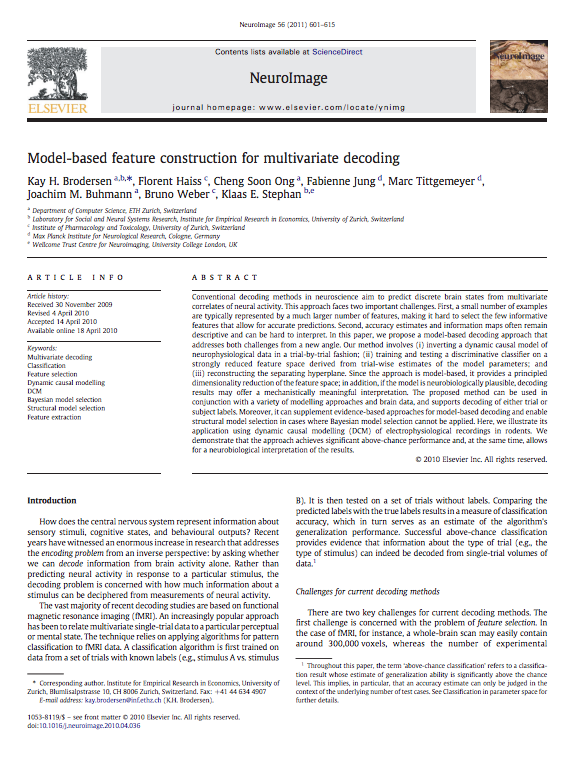 NeuroImage 56 (2011) 601–615
Contents lists available at ScienceDirect
NeuroImage
journal homepage: www.elsevier.com/locate/ynimg
ELSEVIER
NeuroImage
Model-based feature construction for multivariate decoding
Kay H. Brodersen a,b,*, Florent Haiss c, Cheng Soon Ong a, Fabienne Jung d, Marc Tittgemeyer d,
Joachim M. Buhmann a, Bruno Weber c, Klaas E. Stephan b,e
a Department of Computer Science, ETH Zurich, Switzerland
b Laboratory for Social and Neural Systems Research, Institute for Empirical Research in Economics, University of Zurich, Switzerland
c Institute of Pharmacology and Toxicology, University of Zurich, Switzerland
d Max Planck Institute for Neurological Research, Cologne, Germany
e Wellcome Trust Centre for Neuroimaging, University College London, UK
ARTICLE INFO
Article history:
Received 30 November 2009
Revised 4 April 2010
Accepted 14 April 2010
Available online 18 April 2010
Keywords:
Multivariate decoding
Classification
Feature selection
Dynamic causal modelling
DCM
Bayesian model selection
Structural model selection
Feature extraction
ABSTRACT
Conventional decoding methods in neuroscience aim to predict discrete brain states from multivariate
correlates of neural activity. This approach faces two important challenges. First, a small number of examples
are typically represented by a much larger number of features, making it hard to select the few informative
features that allow for accurate predictions. Second, accuracy estimates and information maps often remain
descriptive and can be hard to interpret. In this paper, we propose a model-based decoding approach that
addresses both challenges from a new angle. Our method involves (i) inverting a dynamic causal model of
neurophysiological data in a trial-by-trial fashion; (ii) training and testing a discriminative classifier on a
strongly reduced feature space derived from trial-wise estimates of the model parameters; and
(iii) reconstructing the separating hyperplane. Since the approach is model-based, it provides a principled
dimensionality reduction of the feature space; in addition, if the model is neurobiologically plausible, decoding
results may offer a mechanistically meaningful interpretation. The proposed method can be used in
conjunction with a variety of modelling approaches and brain data, and supports decoding of either trial or
subject labels. Moreover, it can supplement evidence-based approaches for model-based decoding and enable
structural model selection in cases where Bayesian model selection cannot be applied. Here, we illustrate its
application using dynamic causal modelling (DCM) of electrophysiological recordings in rodents. We
demonstrate that the approach achieves significant above-chance performance and, at the same time, allows
for a neurobiological interpretation of the results.
© 2010 Elsevier Inc. All rights reserved.
Introduction
How does the central nervous system represent information about
sensory stimuli, cognitive states, and behavioural outputs? Recent
years have witnessed an enormous increase in research that addresses
the encoding problem from an inverse perspective: by asking whether
we can decode information from brain activity alone. Rather than
predicting neural activity in response to a particular stimulus, the
decoding problem is concerned with how much information about a
stimulus can be deciphered from measurements of neural activity.
The vast majority of recent decoding studies are based on functional
magnetic resonance imaging (fMRI). An increasingly popular approach
has been to relate multivariate single-trial data to a particular perceptual
or mental state. The technique relies on applying algorithms for pattern
classification to fMRI data. A classification algorithm is first trained on
data from a set of trials with known labels (e.g., stimulus A vs. stimulus
B). It is then tested on a set of trials without labels. Comparing the
predicted labels with the true labels results in a measure of classification
accuracy, which in turn serves as an estimate of the algorithm's
generalization performance. Successful above-chance classification
provides evidence that information about the type of trial (e.g., the
type of stimulus) can indeed be decoded from single-trial volumes of
data.1
Challenges for current decoding methods
There are two key challenges for current decoding methods. The
first challenge is concerned with the problem of feature selection. In
the case of fMRI, for instance, a whole-brain scan may easily contain
around 300,000 voxels, whereas the number of experimental
* Corresponding author. Institute for Empirical Research in Economics, University of
Zurich, Blumlisalpstrasse 10, CH 8006 Zurich, Switzerland. Fax: +41 44 634 4907
E-mail address: kay.brodersen@inf.ethz.ch (K.H. Brodersen).
1 Throughout this paper, the term 'above-chance classification' refers to a classifica-
tion result whose estimate of generalization ability is significantly above the chance
level. This implies, in particular, that an accuracy estimate can only be judged in the
context of the underlying number of test cases. See Classification in parameter space for
further details.
1053-8119/$ – see front matter © 2010 Elsevier Inc. All rights reserved.
doi:10.1016/j.neuroimage.2010.04.036